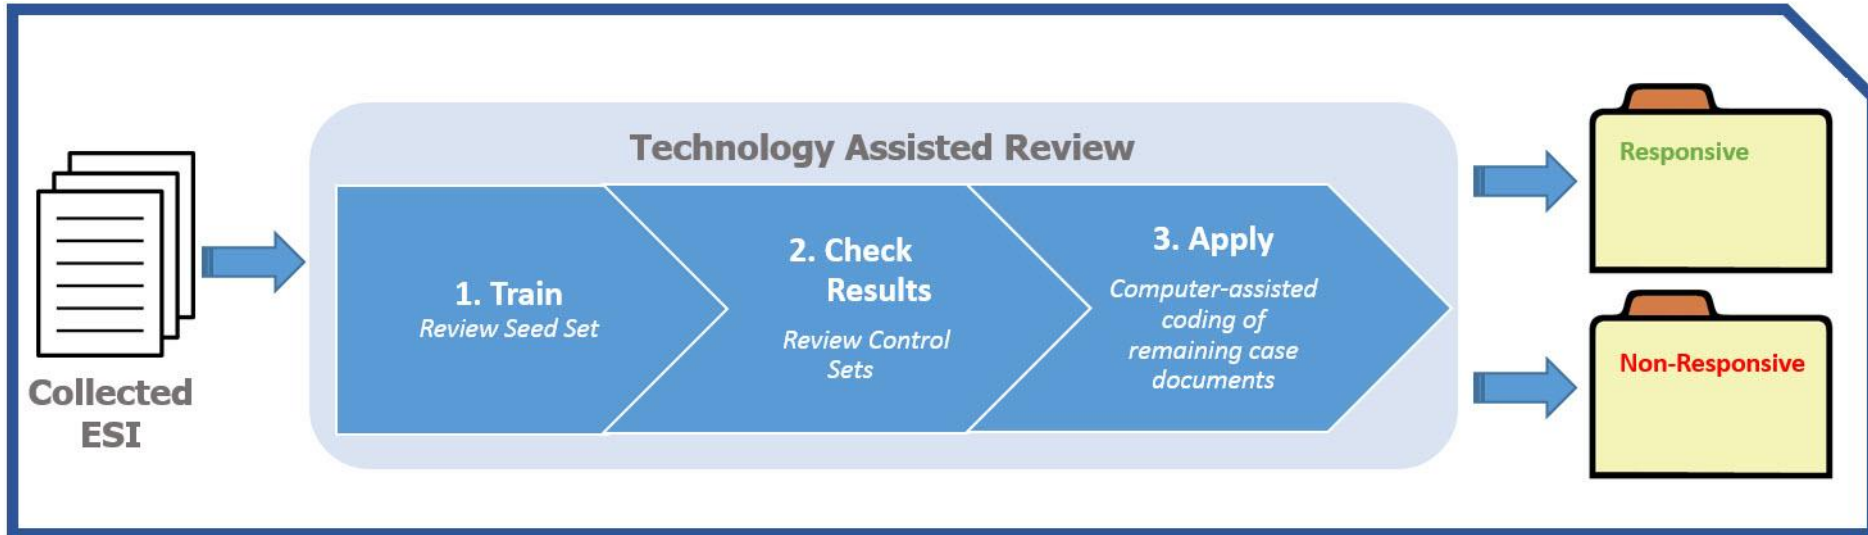 Collected
ESI
Technology Assisted Review
1. Train
Review Seed Set
2. Check
Results
Review Control
Sets
3. Apply
Computer-assisted
coding of
remaining case
documents
Responsive
Non-Responsive